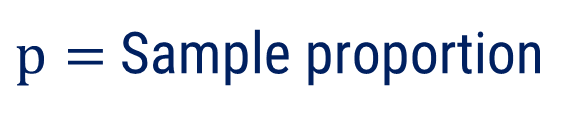 p = Sample proportion